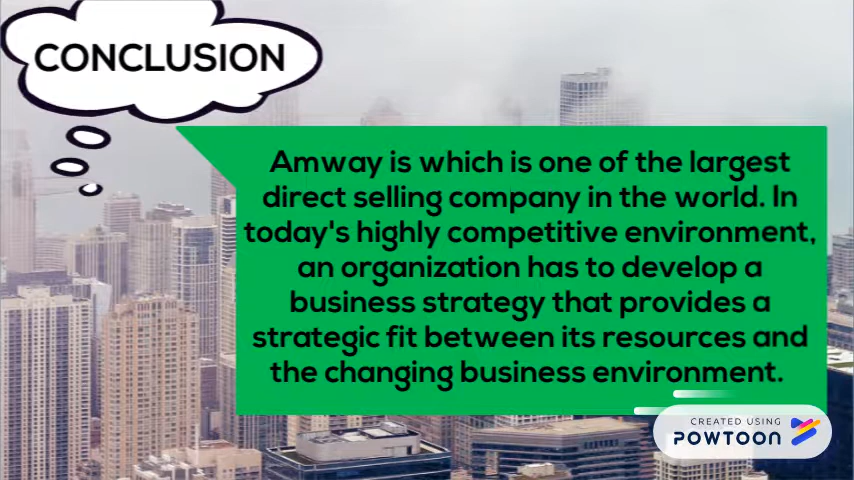 CONCLUSION
Amway is which is one of the largest
direct selling company in the world. In
today's highly competitive environment,
an organization has to develop a
business strategy that provides a
strategic fit between its resources and
the changing business environment.
CREATED USING
POWTOON